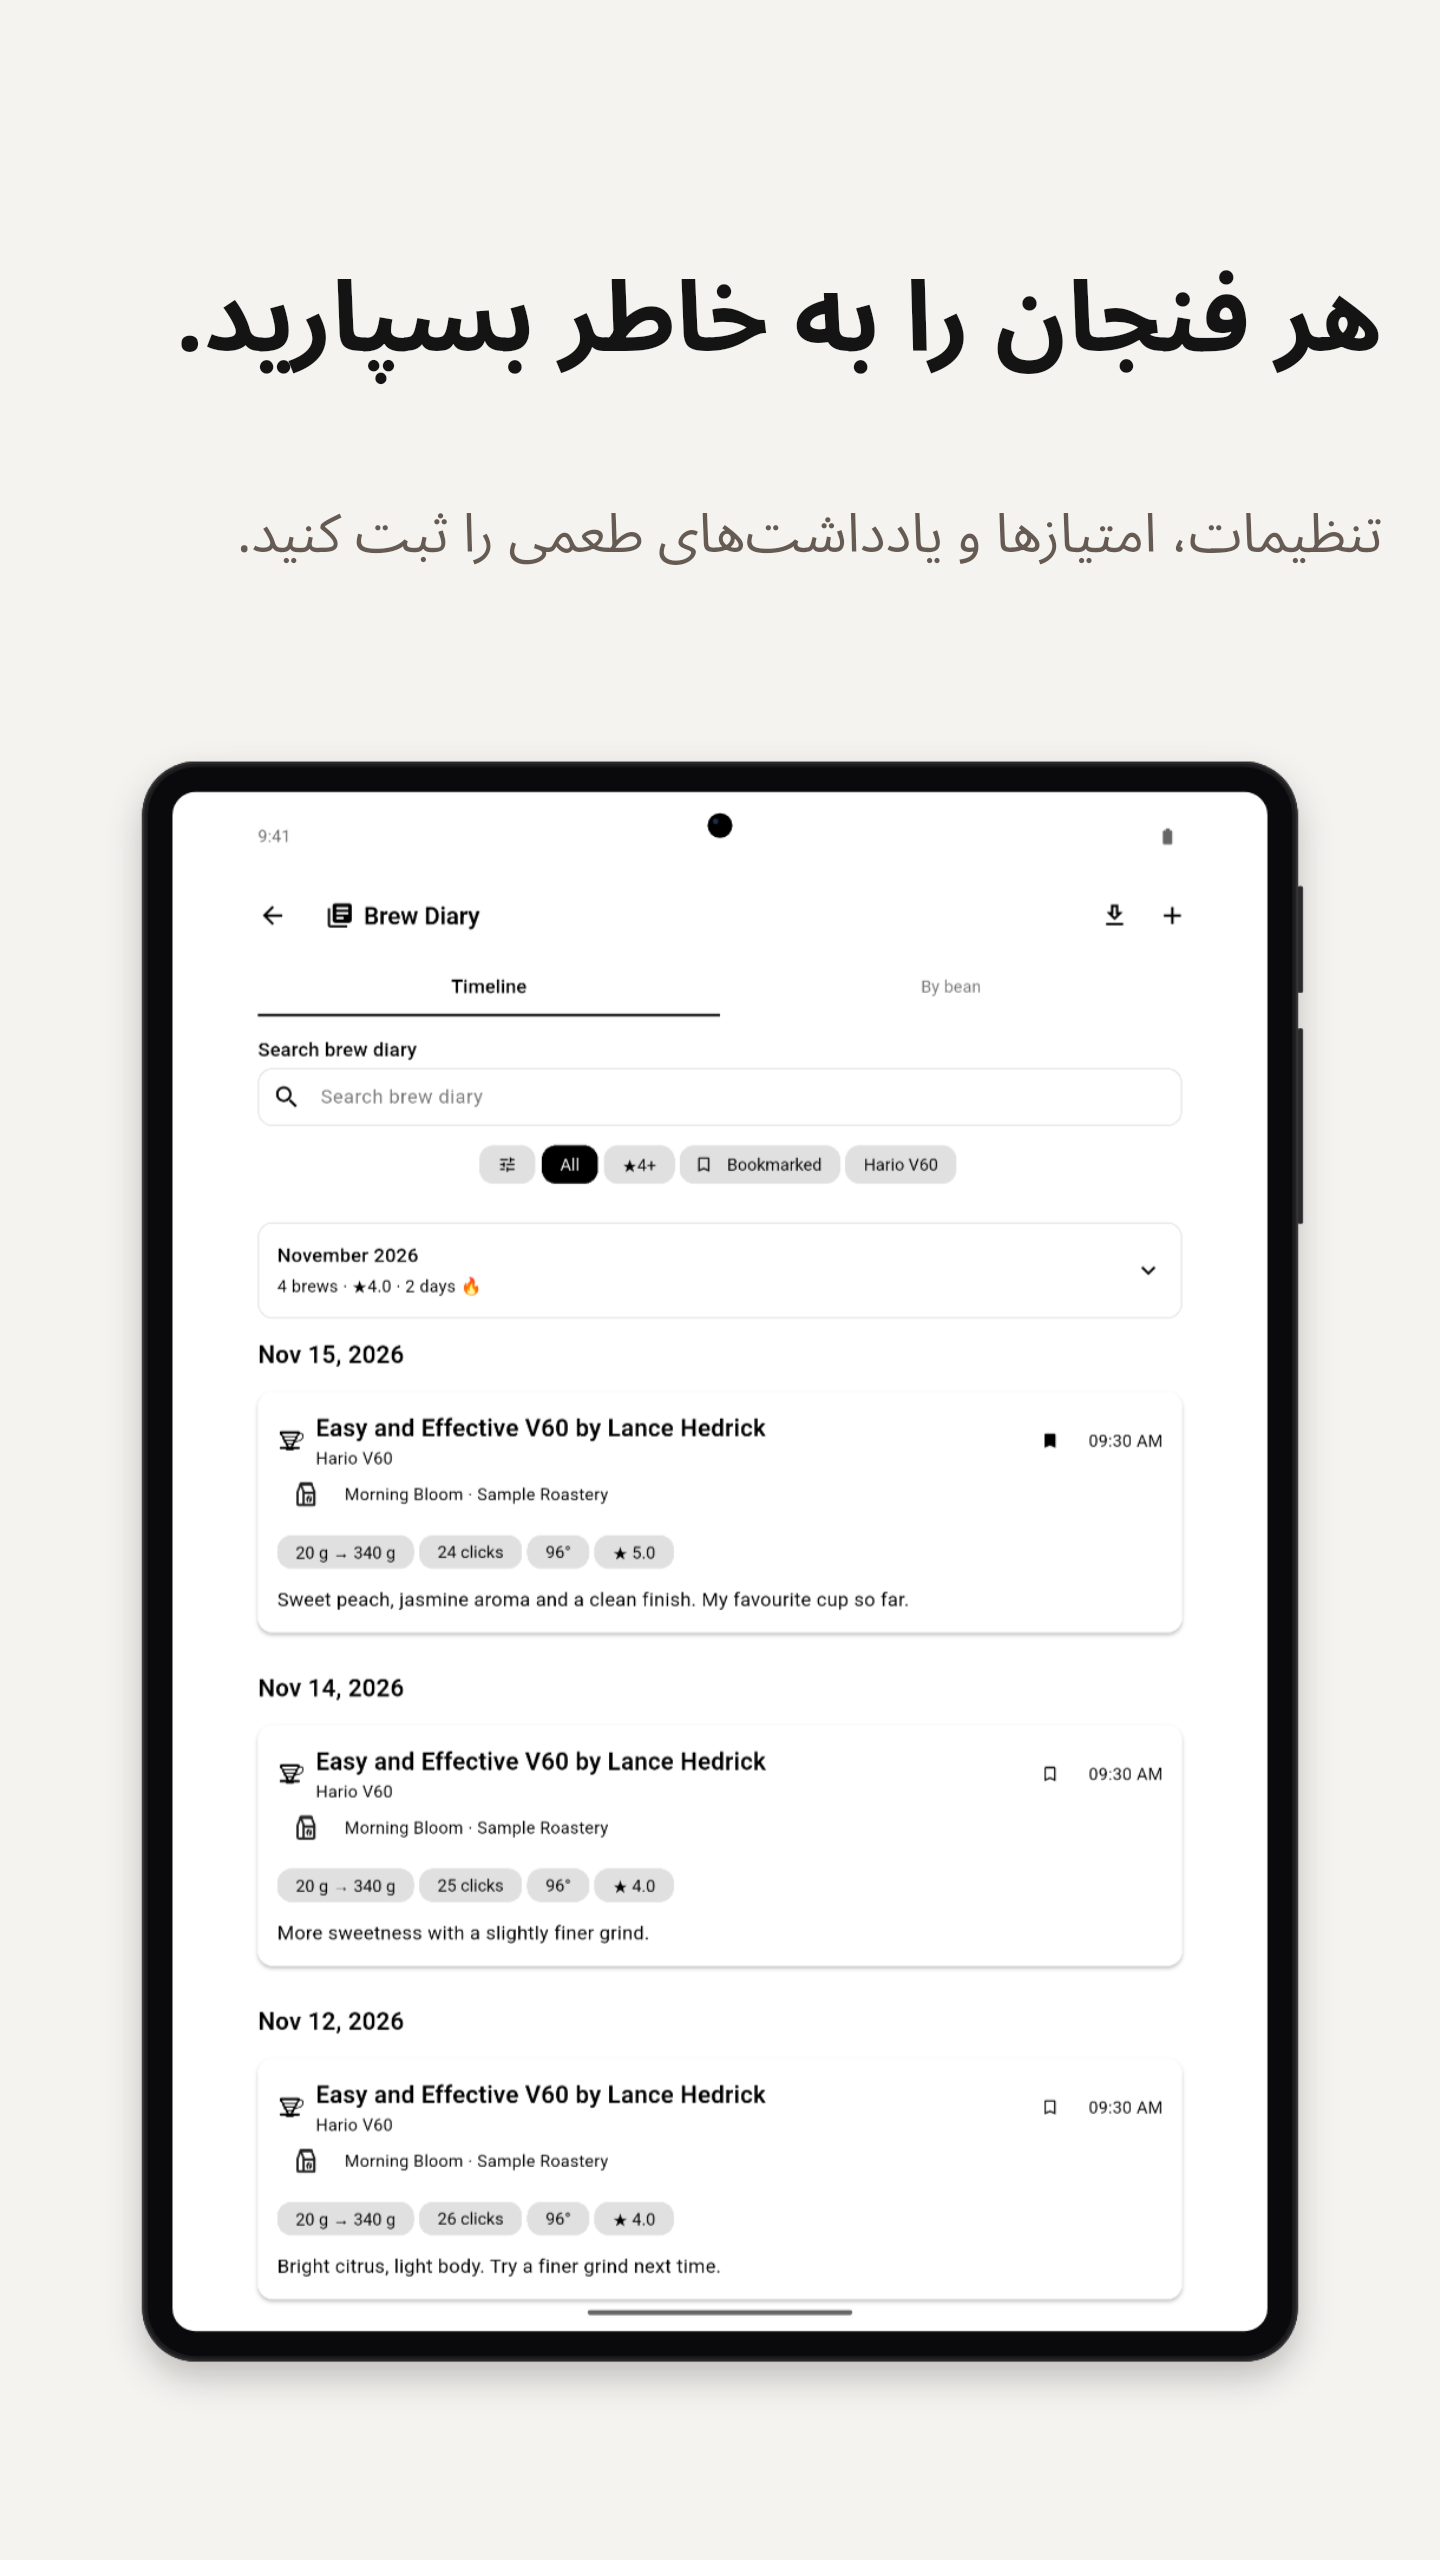 هر فنجان را به خاطر بسپارید.
تنظیمات، امتیازها و یادداشت‌های طعمی را ثبت کنید.
9:41
Brew Diary
Timeline
By bean
Search brew diary
Search brew diary
All
★4+
Bookmarked
Hario V60
November 2026
4 brews · ★4.0 · 2 days 🔥
Nov 15, 2026
Easy and Effective V60 by Lance Hedrick
09:30 AM
Hario V60
Morning Bloom · Sample Roastery
20 g → 340 g
24 clicks
96°
★ 5.0
Sweet peach, jasmine aroma and a clean finish. My favourite cup so far.
Nov 14, 2026
Easy and Effective V60 by Lance Hedrick
09:30 AM
Hario V60
Morning Bloom · Sample Roastery
20 g → 340 g
25 clicks
96°
★ 4.0
More sweetness with a slightly finer grind.
Nov 12, 2026
Easy and Effective V60 by Lance Hedrick
09:30 AM
Hario V60
Morning Bloom · Sample Roastery
20 g → 340 g
26 clicks
96°
★ 4.0
Bright citrus, light body. Try a finer grind next time.